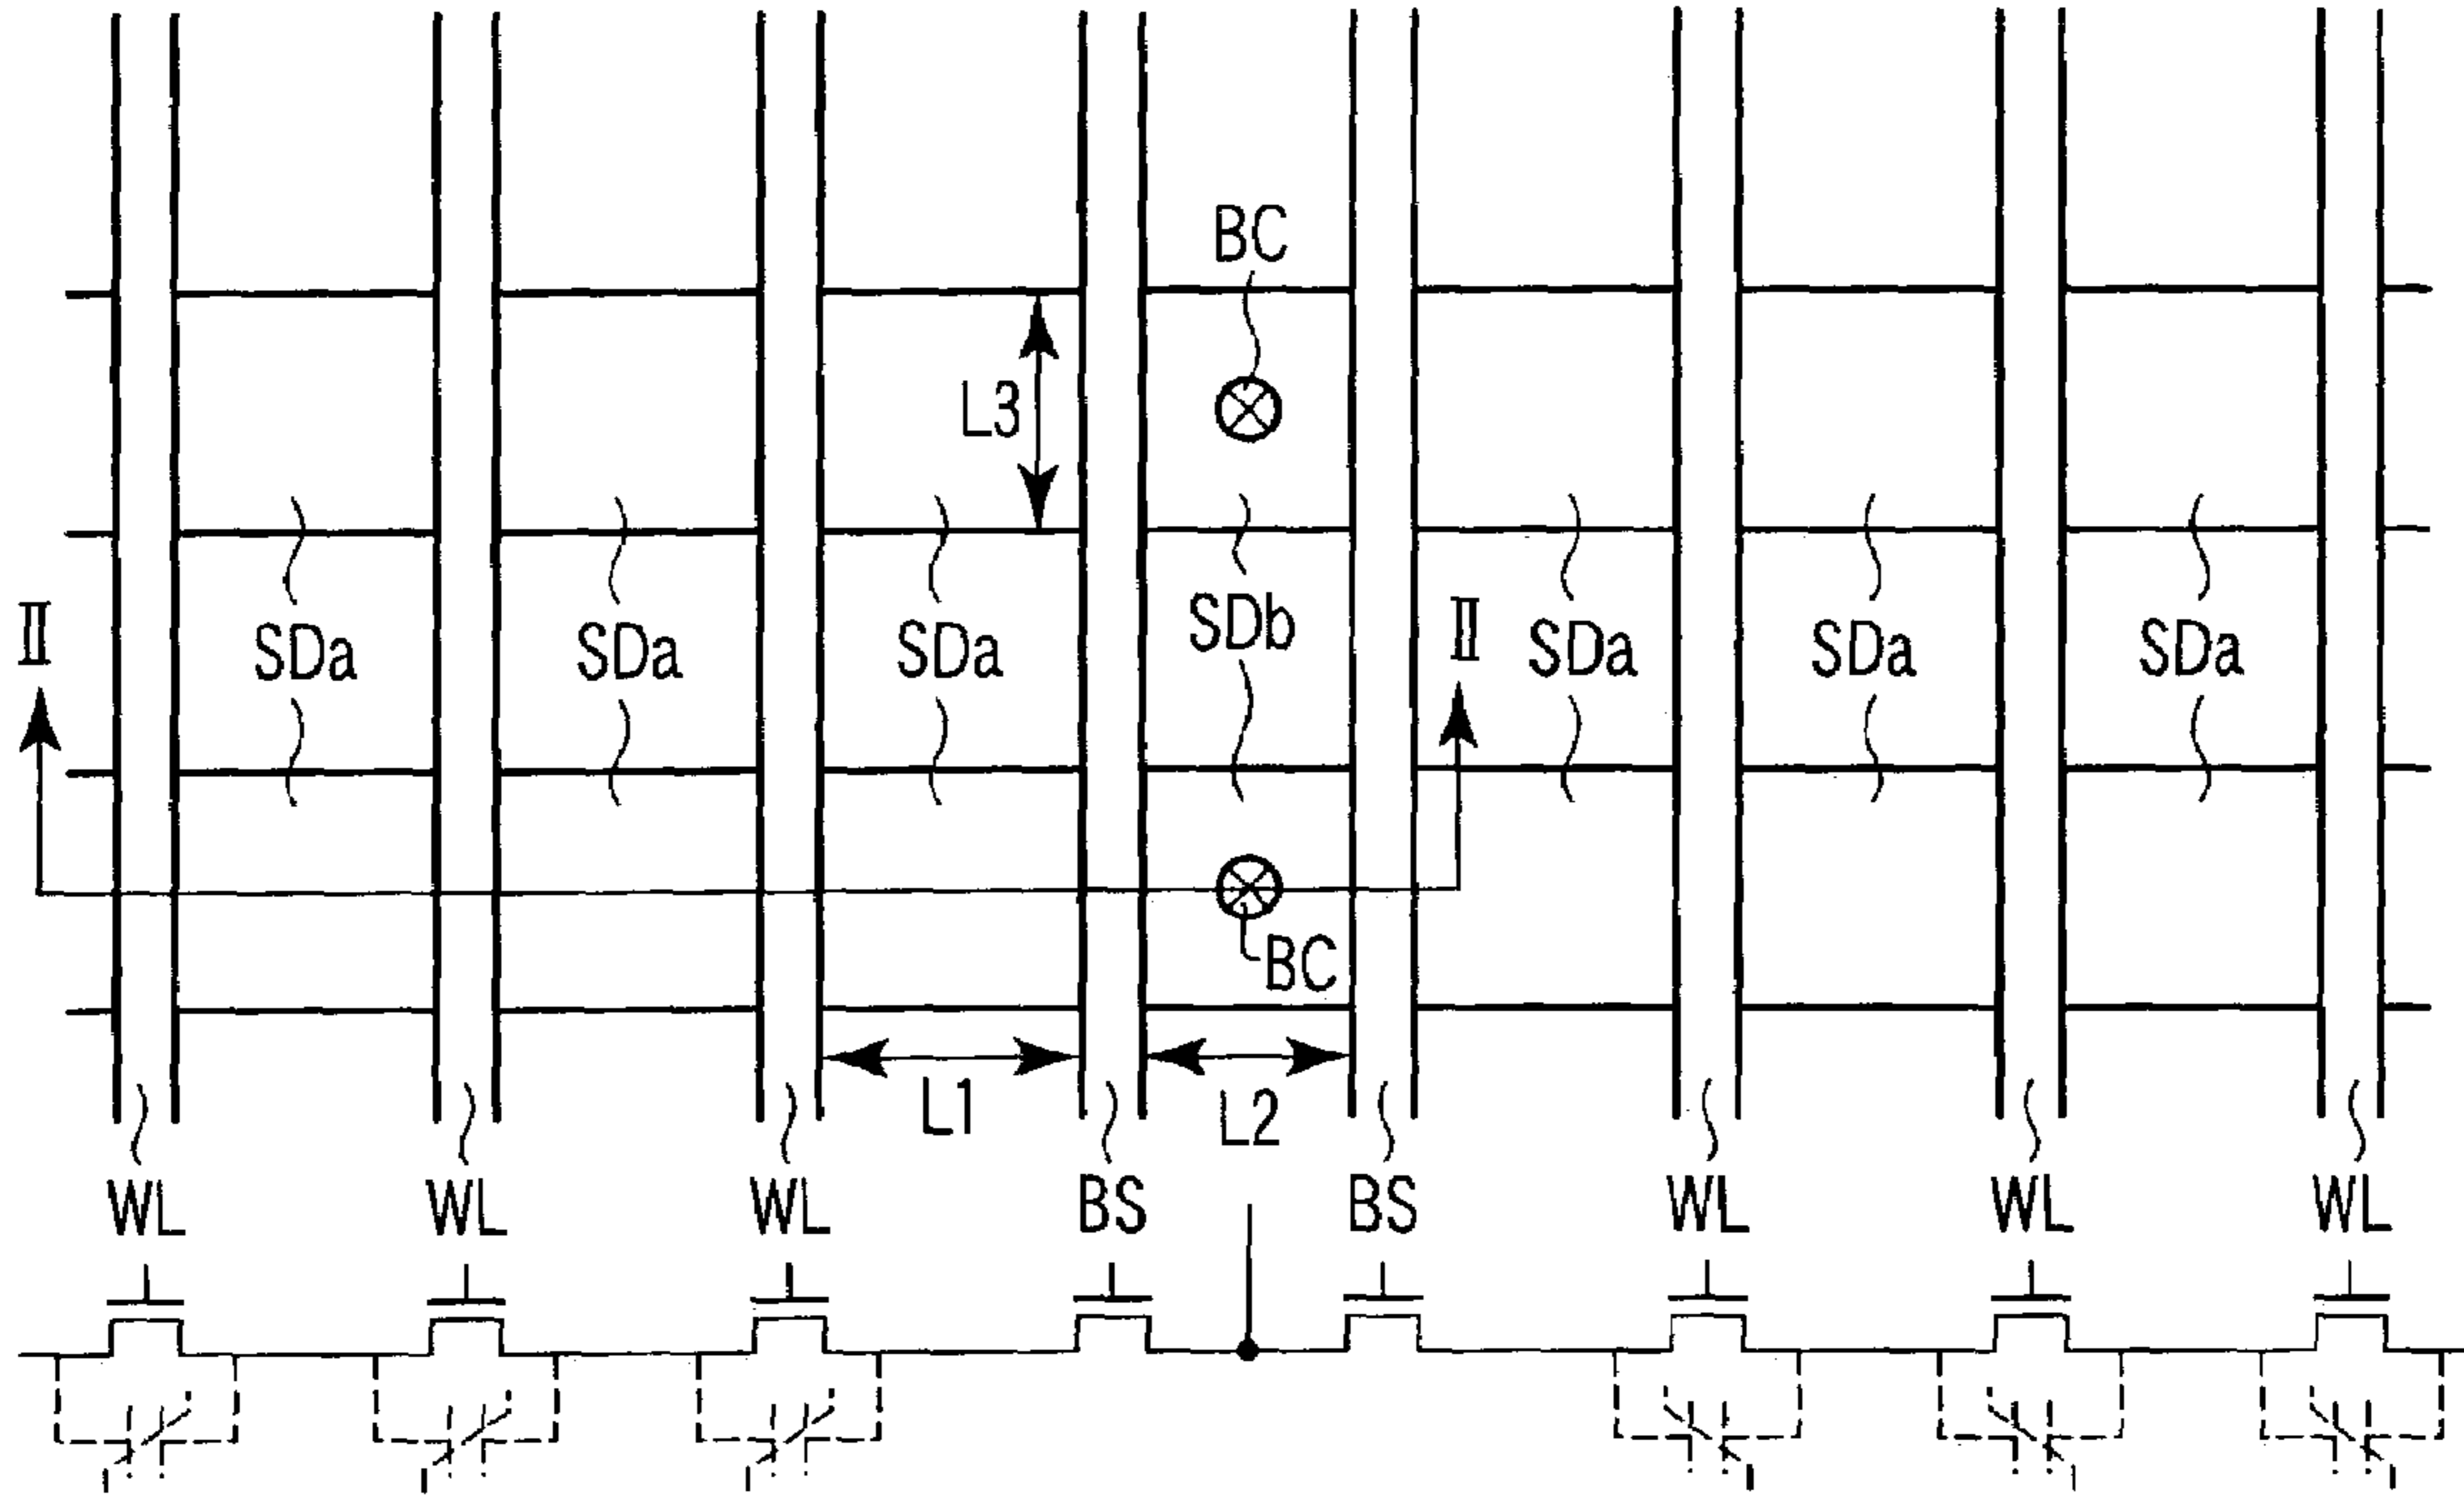 BC
L3
II SDa SDa SDa SDb II SDa SDa SDa
BC
L1 L2
WL WL WL BS BS WL WL WL